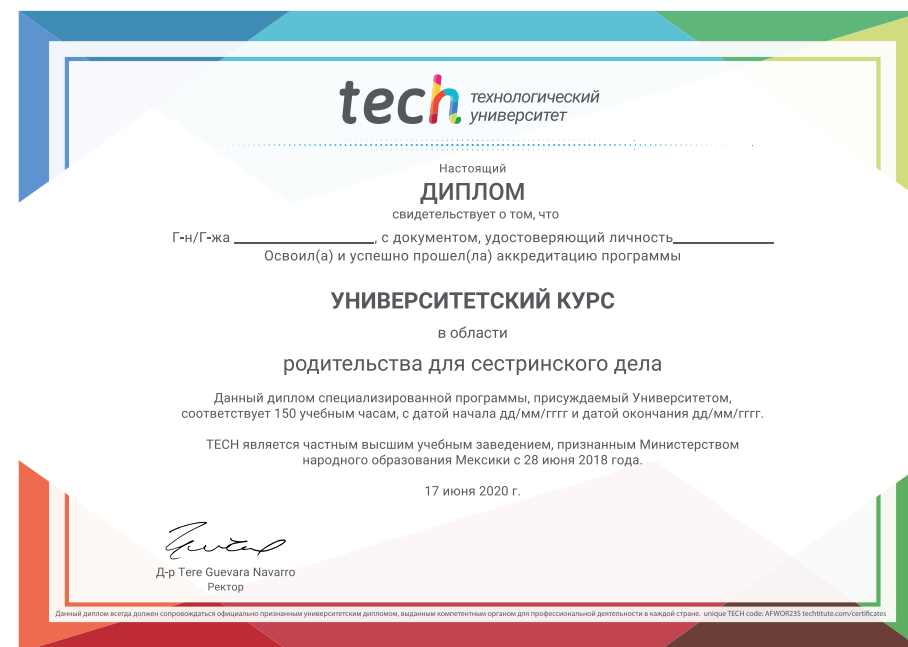 tech технологический
университет
Настоящий
ДИПЛОМ
свидетельствует о том, что
Г-н/Г-жа ____________________, с документом, удостоверяющий личность______________
Освоил(а) и успешно прошел(ла) аккредитацию программы
УНИВЕРСИТЕТСКИЙ КУРС
в области
родительства для сестринского дела
Данный диплом специализированной программы, присуждаемый Университетом,
соответствует 150 учебным часам, с датой начала дд/мм/гггг и датой окончания дд/мм/гггг.
TECH является частным высшим учебным заведением, признанным Министерством
народного образования Мексики с 28 июня 2018 года.
17 июня 2020 г.
Д-р Tere Guevara Navarro
Ректор
Данный диплом всегда должен сопровождаться официально признанным университетским дипломом, выданным компетентным органом для профессиональной деятельности в каждой стране. unique TECH code: AFWOR23S techtitute.com/certificates